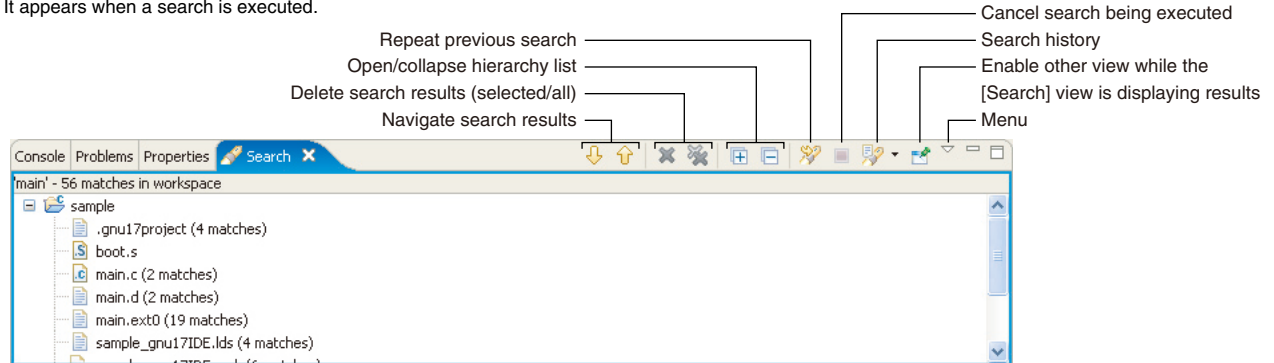 It appears when a search is executed.
Cancel search being executed
Repeat previous search
Search history
Open/collapse hierarchy list
Enable other view while the
Delete search results (selected/all)
[Search] view is displaying results
Navigate search results
Menu
Console Problems Properties Search
'main' - 56 matches in workspace
sample
.gnu17project (4 matches)
boot.s
main.c (2 matches)
main.d (2 matches)
main.ext0 (19 matches)
sample_gnu17IDE.lds (4 matches)